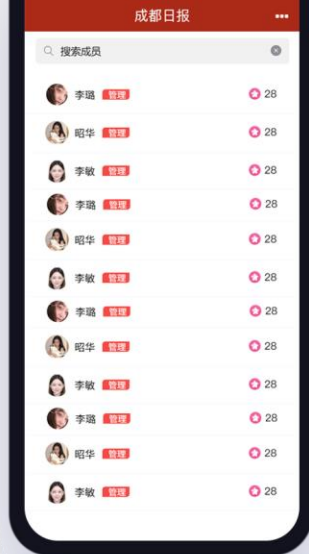 成都日报
搜索成员
李璐 管理 28
昭华 管理 28
李敏 管理 28
李璐 管理 28
昭华 管理 28
李敏 管理 28
李璐 管理 28
昭华 管理 28
李敏 管理 28
李璐 管理 28
昭华 管理 28
李敏 管理 28